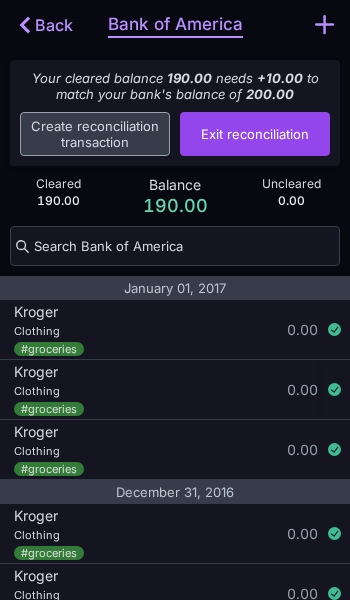 Back
Bank of America
Your cleared balance 190.00 needs +10.00 to
match your bank's balance of 200.00
Create reconciliation
transaction
Exit reconciliation
Cleared
Balance
Uncleared
190.00
190.00
0.00
Search Bank of America
January 01, 2017
Kroger
Clothing
0.00
#groceries
Kroger
Clothing
0.00
#groceries
Kroger
Clothing
0.00
#groceries
December 31, 2016
Kroger
Clothing
0.00
#groceries
Kroger
Clothing
0.00